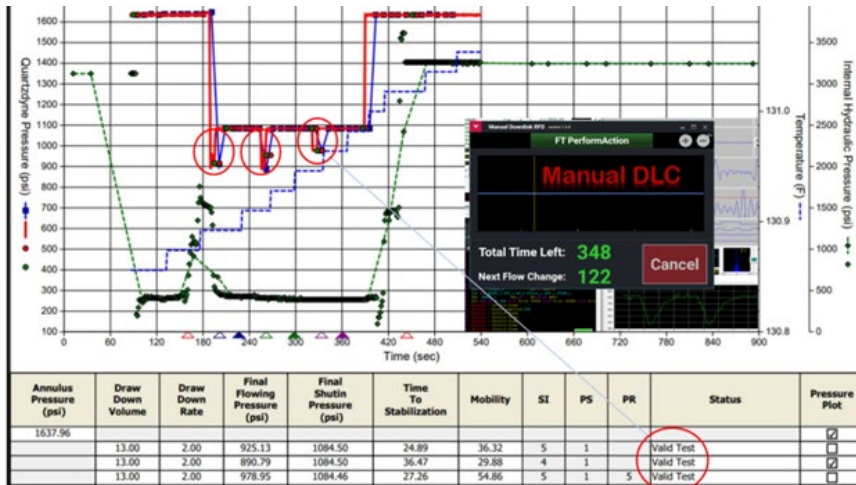 1600
1500
1400
1300
1200
1100
1000
900
800
700
600
500
400
300
200
100
Quartzdyne Pressure (psi)
0 60 120 180 240 300 360 420 480 540 600 660 720 780 840 900
Time (sec)
131.0
130.9
130.8
Temperature (F)
3500
3000
2500
2000
1500
1000
500
0
Internal Hydraulic Pressure (psi)
Manual Downlink RFD
FT PerformAction
Manual DLC
Total Time Left: 348
Next Flow Change: 122
Cancel
Annulus Pressure (psi) Draw Down Volume Draw Down Rate Final Flowing Pressure (psi) Final Shutin Pressure (psi) Time To Stabilization Mobility SI PS PR Status Pressure Plot
1637.96
13.00 2.00 925.13 1084.50 24.89 36.32 5 1 Valid Test
13.00 2.00 890.79 1084.50 36.47 29.88 4 1 Valid Test
13.00 2.00 978.95 1084.46 27.26 54.86 5 1 5 Valid Test